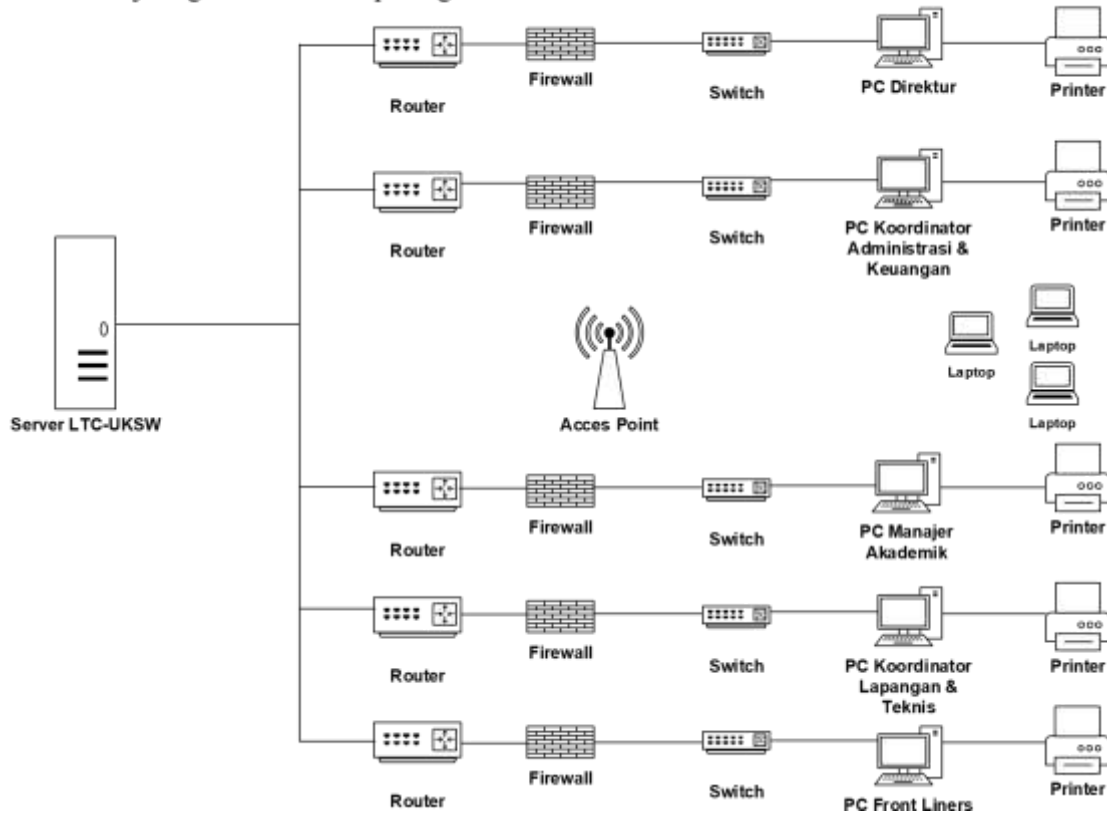 Router
Firewall
Switch
PC Direktur
Printer
Router
Firewall
Switch
PC Koordinator
Administrasi &
Keuangan
Printer
Server LTC-UKSW
Acces Point
Laptop
Laptop
Laptop
Router
Firewall
Switch
PC Manajer
Akademik
Printer
Router
Firewall
Switch
PC Koordinator
Lapangan &
Teknis
Printer
Router
Firewall
Switch
PC Front Liners
Printer